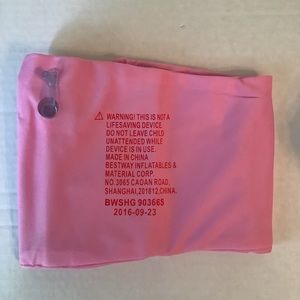 ⚠ WARNING! THIS IS NOT A
LIFESAVING DEVICE.
DO NOT LEAVE CHILD
UNATTENDED WHILE
DEVICE IS IN USE.
MADE IN CHINA
BESTWAY INFLATABLES &
MATERIAL CORP.
NO. 3065 CAOAN ROAD,
SHANGHAI, 201812, CHINA.
BWSHG 90366S
2016-09-23